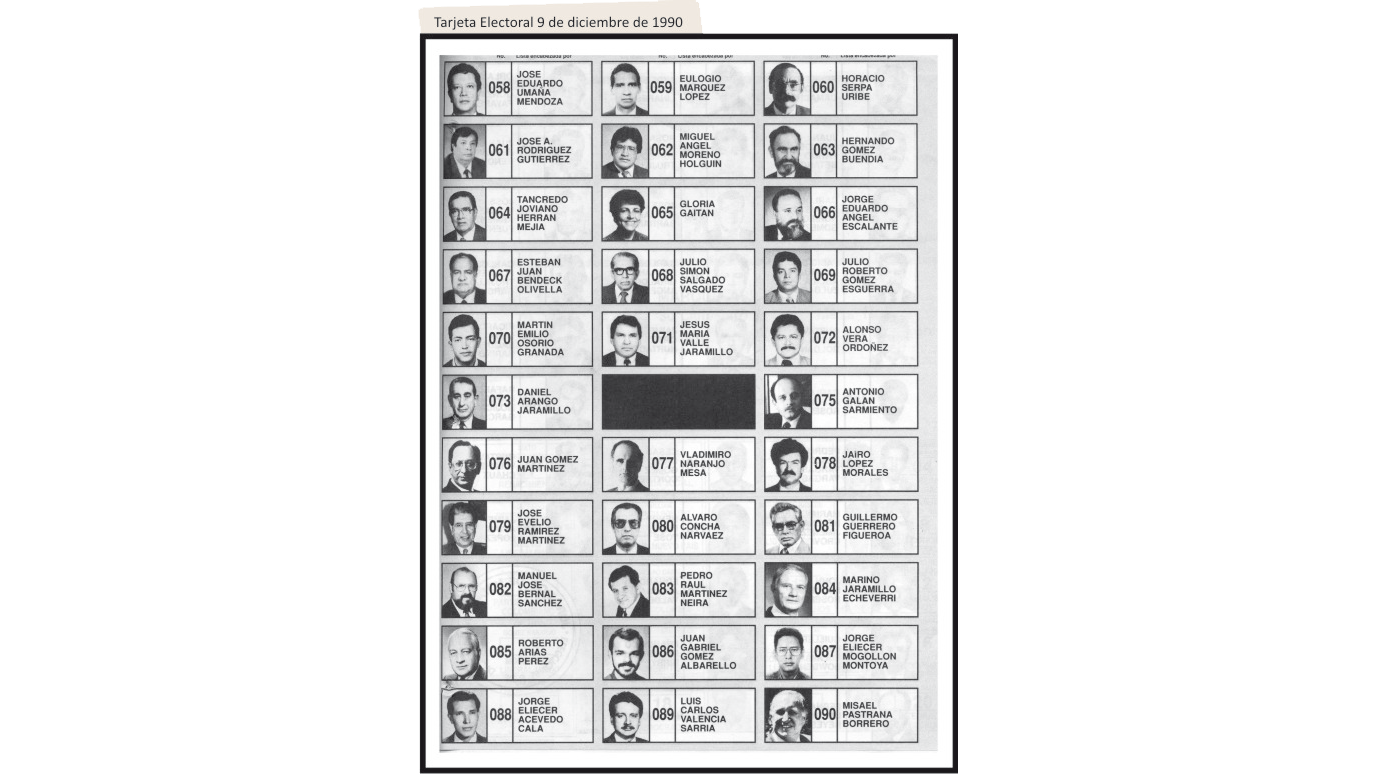 Tarjeta Electoral 9 de diciembre de 1990
No. Lista encabezada por No. Lista encabezada por No. Lista encabezada por
058
JOSE
EDUARDO
UMAÑA
MENDOZA
059
EULOGIO
MARQUEZ
LOPEZ
060
HORACIO
SERPA
URIBE
061
JOSE A.
RODRIGUEZ
GUTIERREZ
062
MIGUEL
ANGEL
MORENO
HOLGUIN
063
HERNANDO
GOMEZ
BUENDIA
064
TANCREDO
JOVIANO
HERRAN
MEJIA
065
GLORIA
GAITAN
066
JORGE
EDUARDO
ANGEL
ESCALANTE
067
ESTEBAN
JUAN
BENDECK
OLIVELLA
068
JULIO
SIMON
SALGADO
VASQUEZ
069
JULIO
ROBERTO
GOMEZ
ESGUERRA
070
MARTIN
EMILIO
OSORIO
GRANADA
071
JESUS
MARIA
VALLE
JARAMILLO
072
ALONSO
VERA
ORDOÑEZ
073
DANIEL
ARANGO
JARAMILLO
075
ANTONIO
GALAN
SARMIENTO
076
JUAN GOMEZ
MARTINEZ
077
VLADIMIRO
NARANJO
MESA
078
JAIRO
LOPEZ
MORALES
079
JOSE
EVELIO
RAMIREZ
MARTINEZ
080
ALVARO
CONCHA
NARVAEZ
081
GUILLERMO
GUERRERO
FIGUEROA
082
MANUEL
JOSE
BERNAL
SANCHEZ
083
PEDRO
RAUL
MARTINEZ
NEIRA
084
MARINO
JARAMILLO
ECHEVERRI
085
ROBERTO
ARIAS
PEREZ
086
JUAN
GABRIEL
GOMEZ
ALBARELLO
087
JORGE
ELIECER
MOGOLLON
MONTOYA
088
JORGE
ELIECER
ACEVEDO
CALA
089
LUIS
CARLOS
VALENCIA
SARRIA
090
MISAEL
PASTRANA
BORRERO